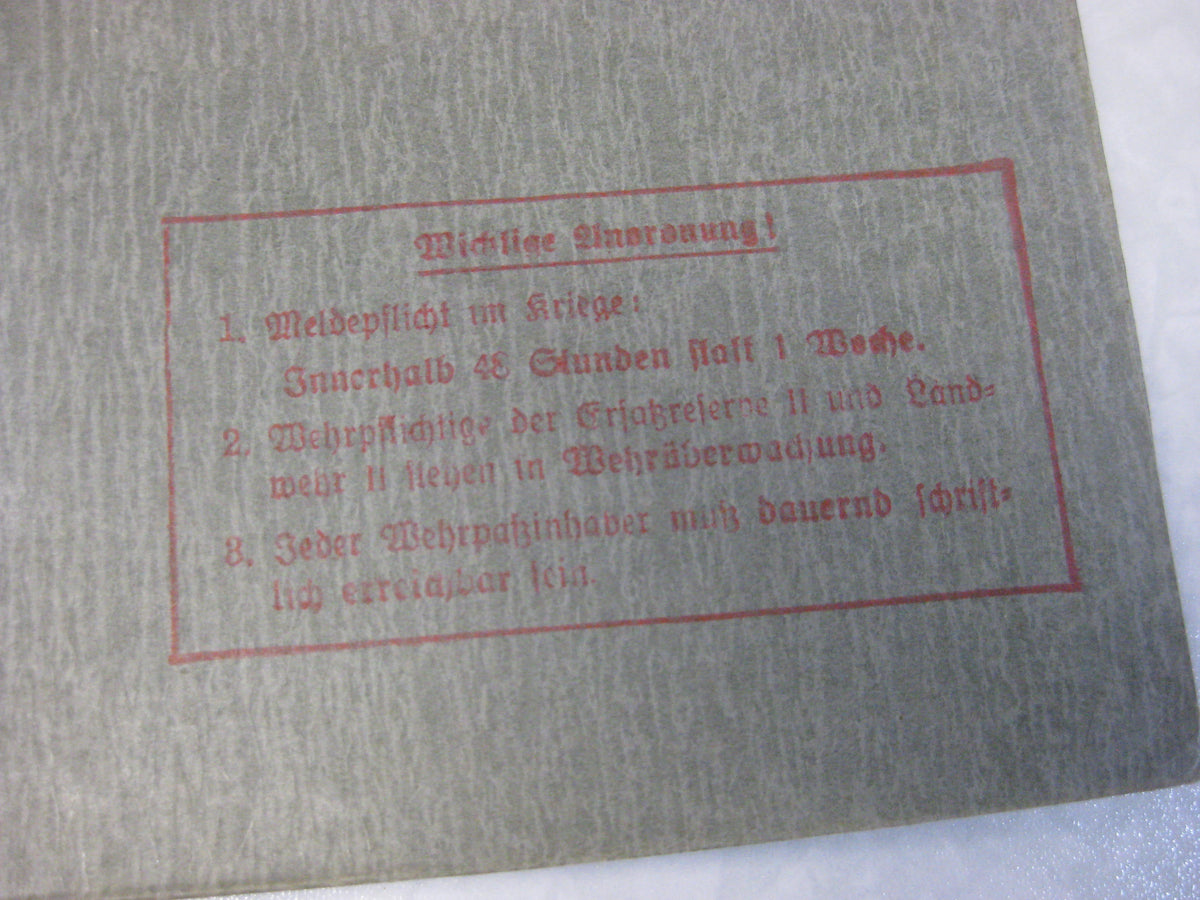 Wichtige Anordnung!
1. Meldepflicht im Kriege:
Innerhalb 48 Stunden statt 1 Woche.
2. Wehrpflichtige der Ersatzreserve II und Land-
wehr II stehen in Wehrüberwachung.
3. Jeder Wehrpaßinhaber muß dauernd schrift-
lich erreichbar sein.